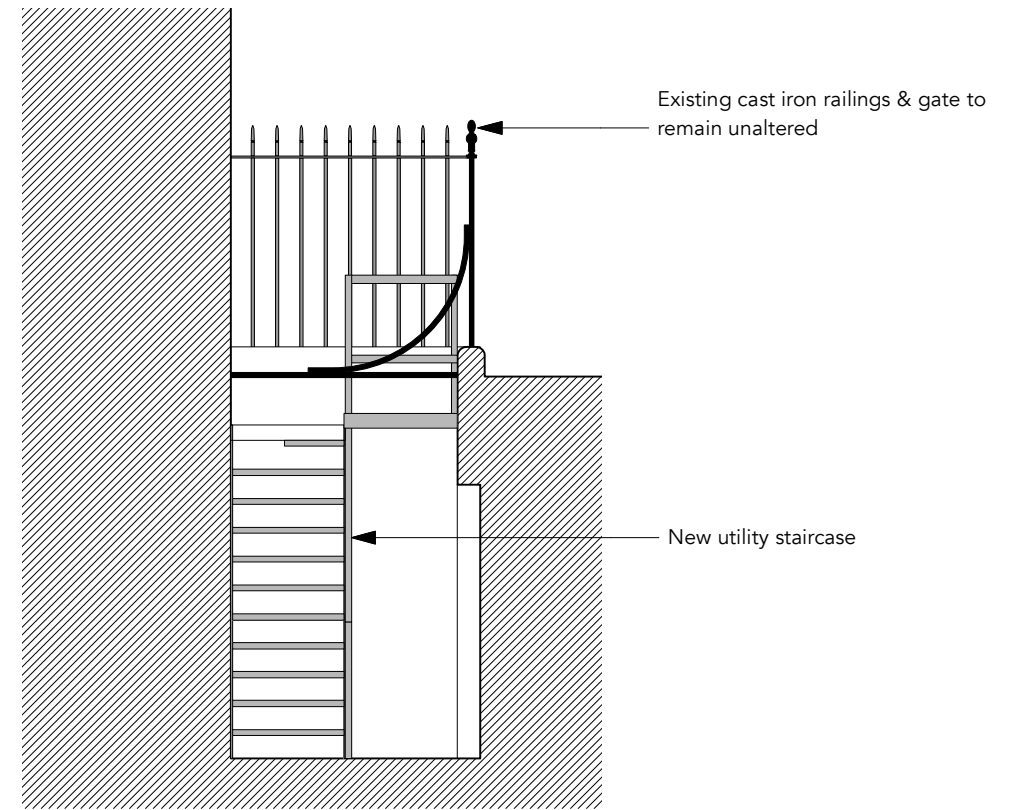 Existing cast iron railings & gate to
remain unaltered
New utility staircase